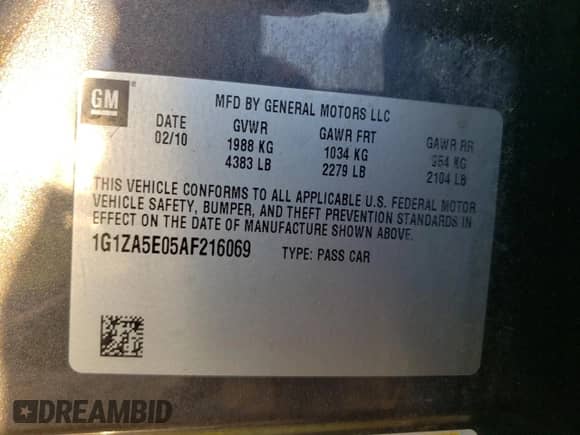 GM
MFD BY GENERAL MOTORS LLC
DATE GVWR GAWR FRT GAWR RR
02/10 1988 KG 1034 KG 954 KG
4383 LB 2279 LB 2104 LB
THIS VEHICLE CONFORMS TO ALL APPLICABLE U.S. FEDERAL MOTOR
VEHICLE SAFETY, BUMPER, AND THEFT PREVENTION STANDARDS IN
EFFECT ON THE DATE OF MANUFACTURE SHOWN ABOVE.
1G1ZA5E05AF216069 TYPE: PASS CAR
DREAMBID